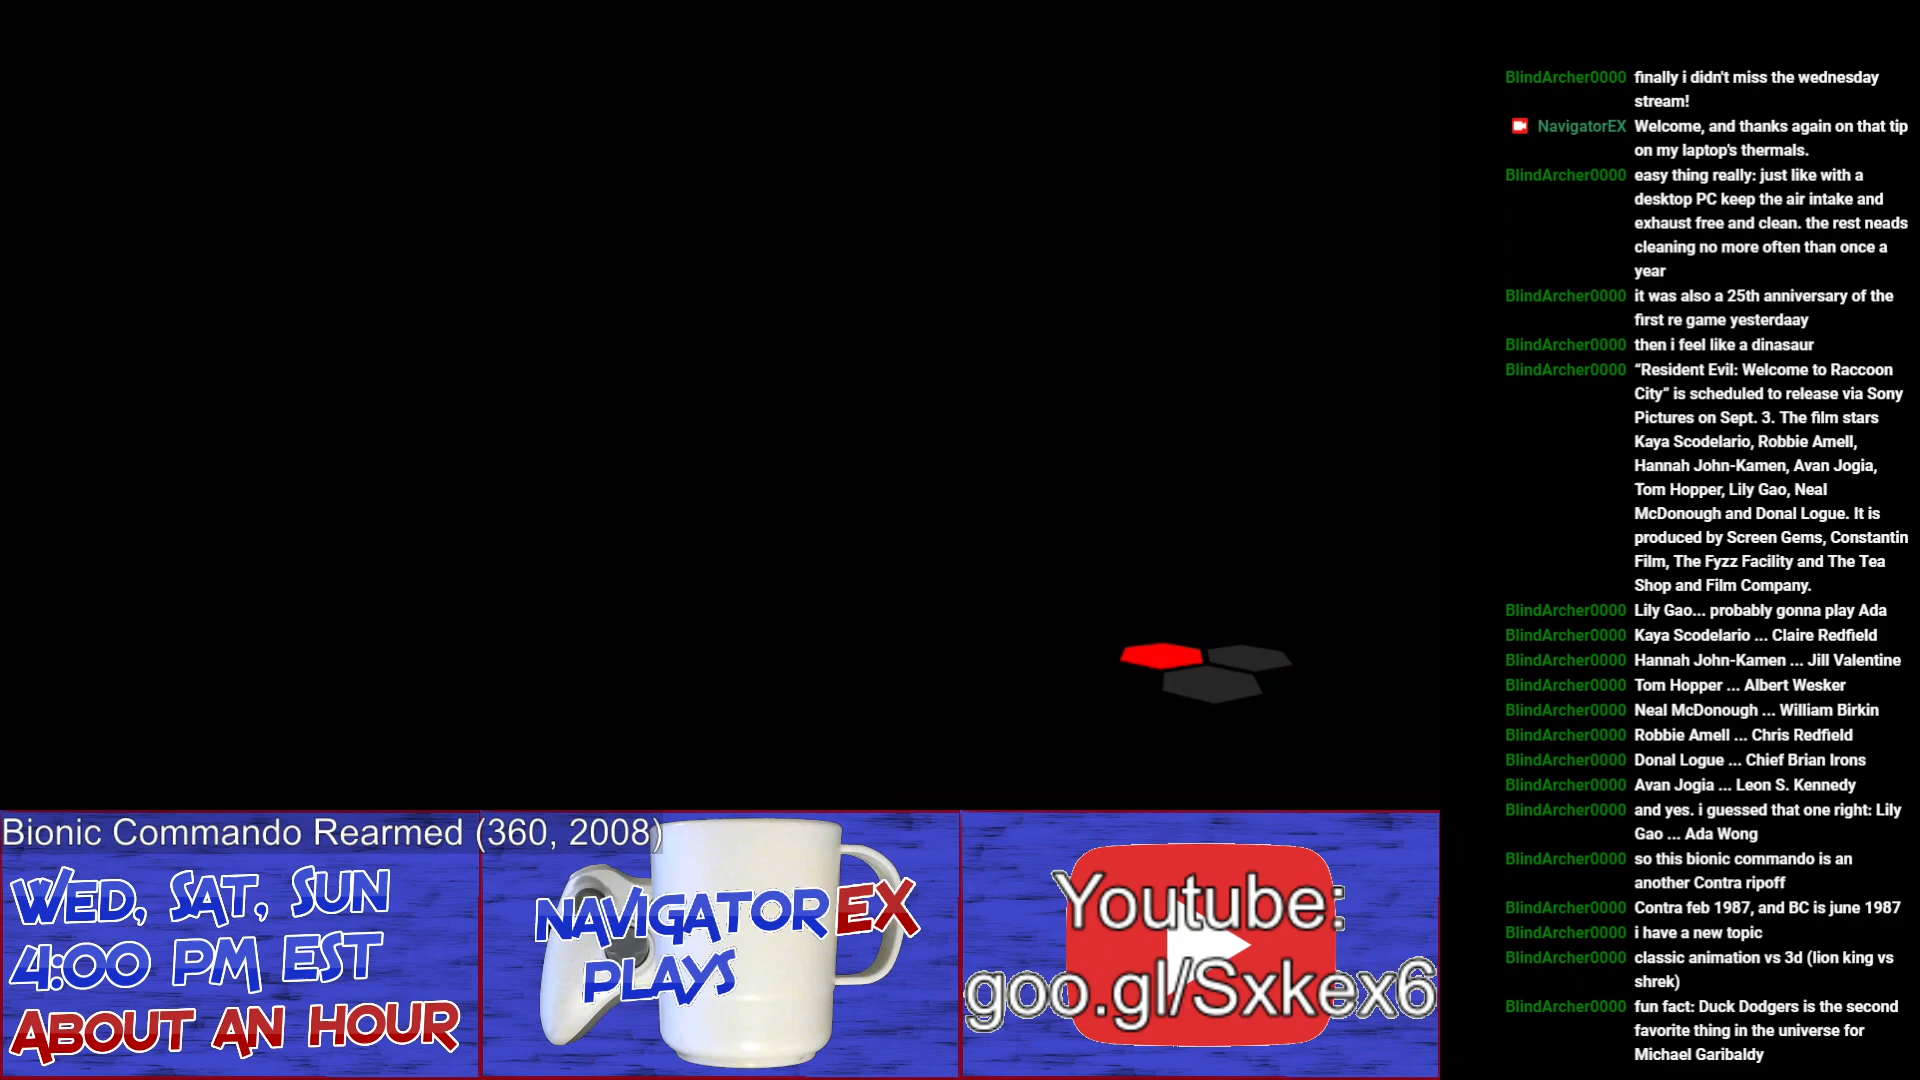 BlindArcher0000 finally i didn't miss the wednesday
stream!
NavigatorEX Welcome, and thanks again on that tip
on my laptop's thermals.
BlindArcher0000 easy thing really: just like with a
desktop PC keep the air intake and
exhaust free and clean. the rest neads
cleaning no more often than once a
year
BlindArcher0000 it was also a 25th anniversary of the
first re game yesterdaay
BlindArcher0000 then i feel like a dinasaur
BlindArcher0000 “Resident Evil: Welcome to Raccoon
City” is scheduled to release via Sony
Pictures on Sept. 3. The film stars
Kaya Scodelario, Robbie Amell,
Hannah John-Kamen, Avan Jogia,
Tom Hopper, Lily Gao, Neal
McDonough and Donal Logue. It is
produced by Screen Gems, Constantin
Film, The Fyzz Facility and The Tea
Shop and Film Company.
BlindArcher0000 Lily Gao... probably gonna play Ada
BlindArcher0000 Kaya Scodelario ... Claire Redfield
BlindArcher0000 Hannah John-Kamen ... Jill Valentine
BlindArcher0000 Tom Hopper ... Albert Wesker
BlindArcher0000 Neal McDonough ... William Birkin
BlindArcher0000 Robbie Amell ... Chris Redfield
BlindArcher0000 Donal Logue ... Chief Brian Irons
BlindArcher0000 Avan Jogia ... Leon S. Kennedy
BlindArcher0000 and yes. i guessed that one right: Lily
Gao ... Ada Wong
BlindArcher0000 so this bionic commando is an
another Contra ripoff
BlindArcher0000 Contra feb 1987, and BC is june 1987
BlindArcher0000 i have a new topic
BlindArcher0000 classic animation vs 3d (lion king vs
shrek)
BlindArcher0000 fun fact: Duck Dodgers is the second
favorite thing in the universe for
Michael Garibaldy
Bionic Commando Rearmed (360, 2008)
WED, SAT, SUN
4:00 PM EST
ABOUT AN HOUR
NAVIGATOR EX
PLAYS
Youtube:
goo.gl/Sxkex6